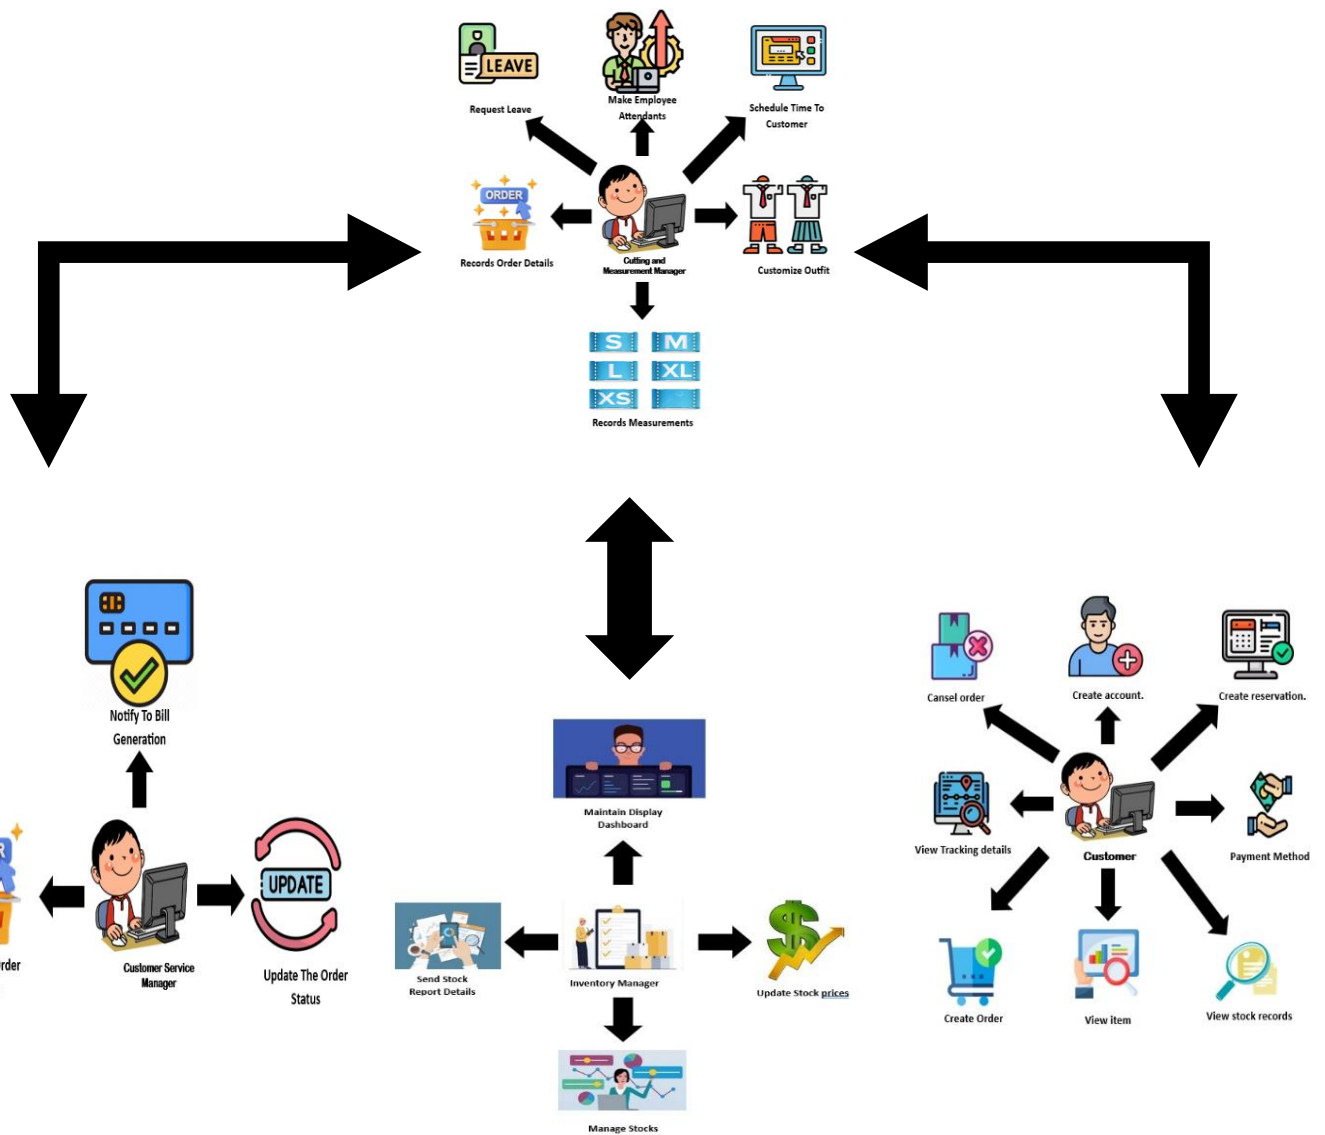 LEAVE
Request Leave
Make Employee
Attendants
Schedule Time To
Customer
ORDER
Records Order Details
Cutting and
Measurement Manager
Customize Outfit
S
M
L
XL
XS
Records Measurements
Notify To Bill
Generation
UPDATE
Customer Service
Manager
Update The Order
Status
Maintain Display
Dashboard
Send Stock
Report Details
Inventory Manager
Update Stock prices
Manage Stocks
Cansel order
Create account.
Create reservation.
View Tracking details
Customer
Payment Method
Create Order
View item
View stock records